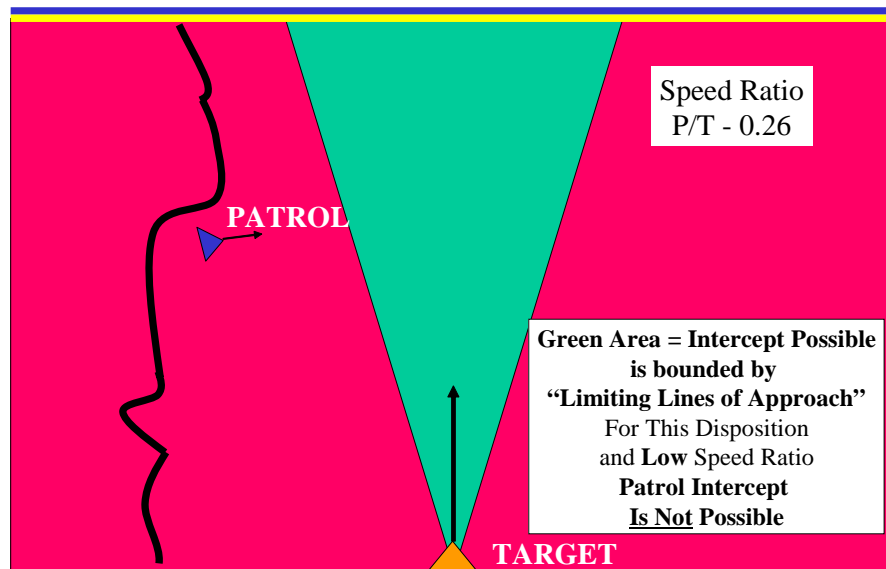 Speed Ratio
P/T - 0.26
PATROL
Green Area = Intercept Possible
is bounded by
“Limiting Lines of Approach”
For This Disposition
and Low Speed Ratio
Patrol Intercept
Is Not Possible
TARGET